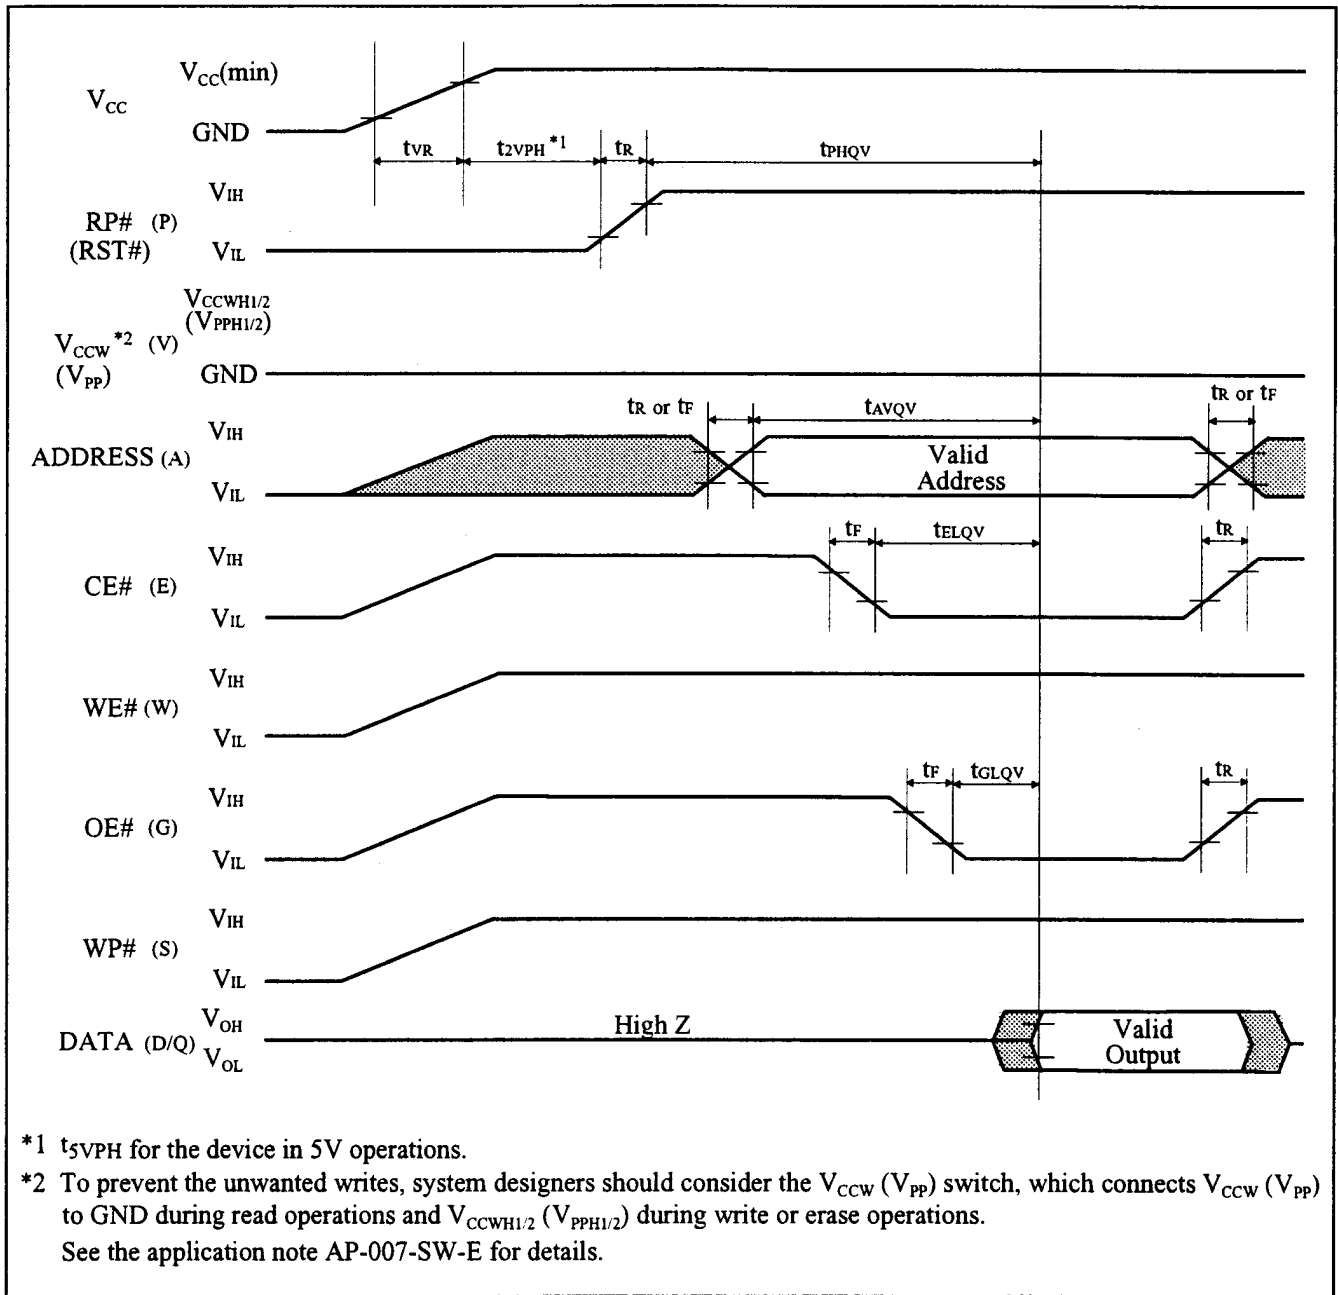 VCC(min)
VCC
GND
tVR t2VPH *1 tR tPHQV
VIH
RP# (P)
(RST#)
VIL
VCCWH1/2
(VPPH1/2)
VCCW *2 (V)
(VPP)
GND
tR or tF tAVQV tR or tF
VIH
ADDRESS (A)
Valid
Address
VIL
tF tELQV tR
VIH
CE# (E)
VIL
VIH
WE# (W)
VIL
tF tGLQV tR
VIH
OE# (G)
VIL
VIH
WP# (S)
VIL
VOH
High Z
DATA (D/Q)
Valid
Output
VOL
*1 t5VPH for the device in 5V operations.
*2 To prevent the unwanted writes, system designers should consider the VCCW (VPP) switch, which connects VCCW (VPP)
to GND during read operations and VCCWH1/2 (VPPH1/2) during write or erase operations.
See the application note AP-007-SW-E for details.